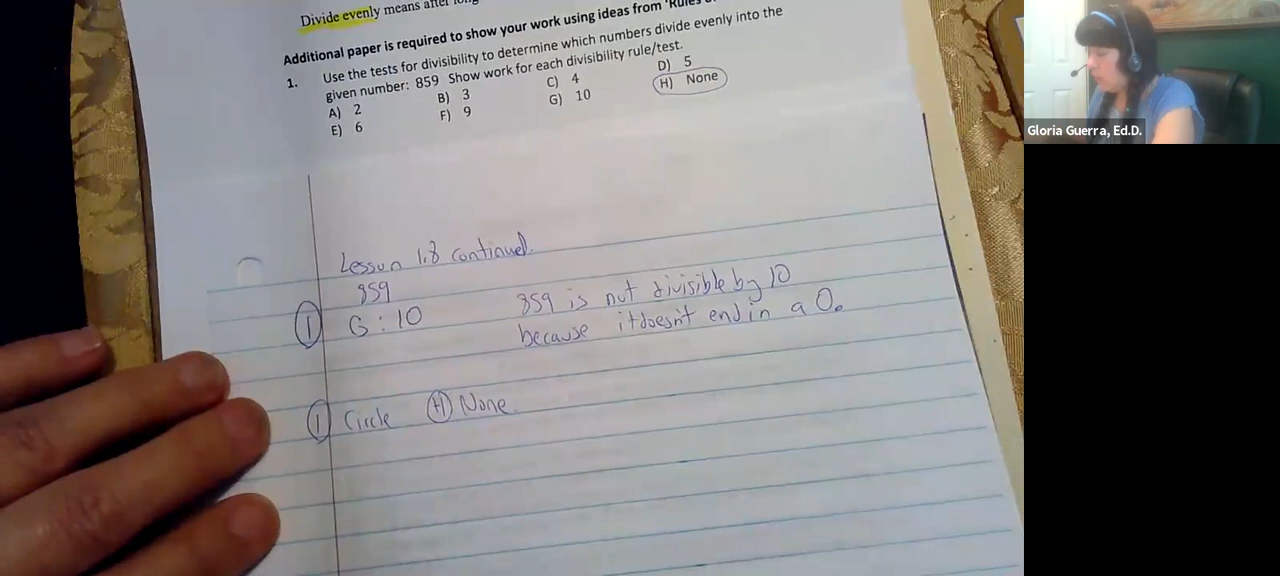 Divide evenly means after long
Additional paper is required to show your work using ideas from 'Rules
1. Use the tests for divisibility to determine which numbers divide evenly into the
given number: 859 Show work for each divisibility rule/test.
A) 2 B) 3 C) 4 D) 5
E) 6 F) 9 G) 10 H) None
Lesson 1.8 continued.
859
1 G: 10 859 is not divisible by 10
because it doesn't end in a 0.
1 Circle H None.
Gloria Guerra, Ed.D.